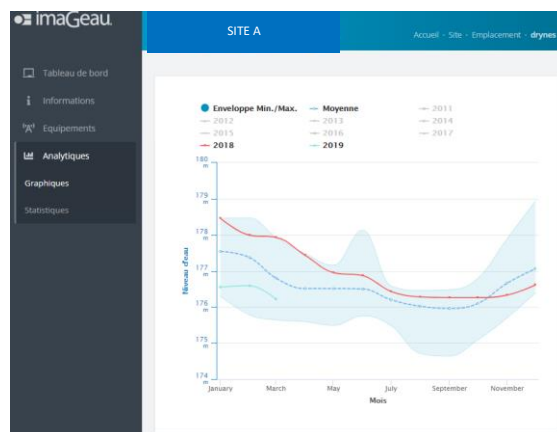 imaGeau.
SITE A
Accueil - Site - Emplacement - drynes
Tableau de bord
Informations
Equipements
Analytiques
Graphiques
Statistiques
Enveloppe Min./Max. Moyenne 2011
2012 2013 2014
2015 2016 2017
2018 2019
180 m
179 m
178 m
177 m
176 m
175 m
174 m
Niveau d'eau
January March May July September November
Mois